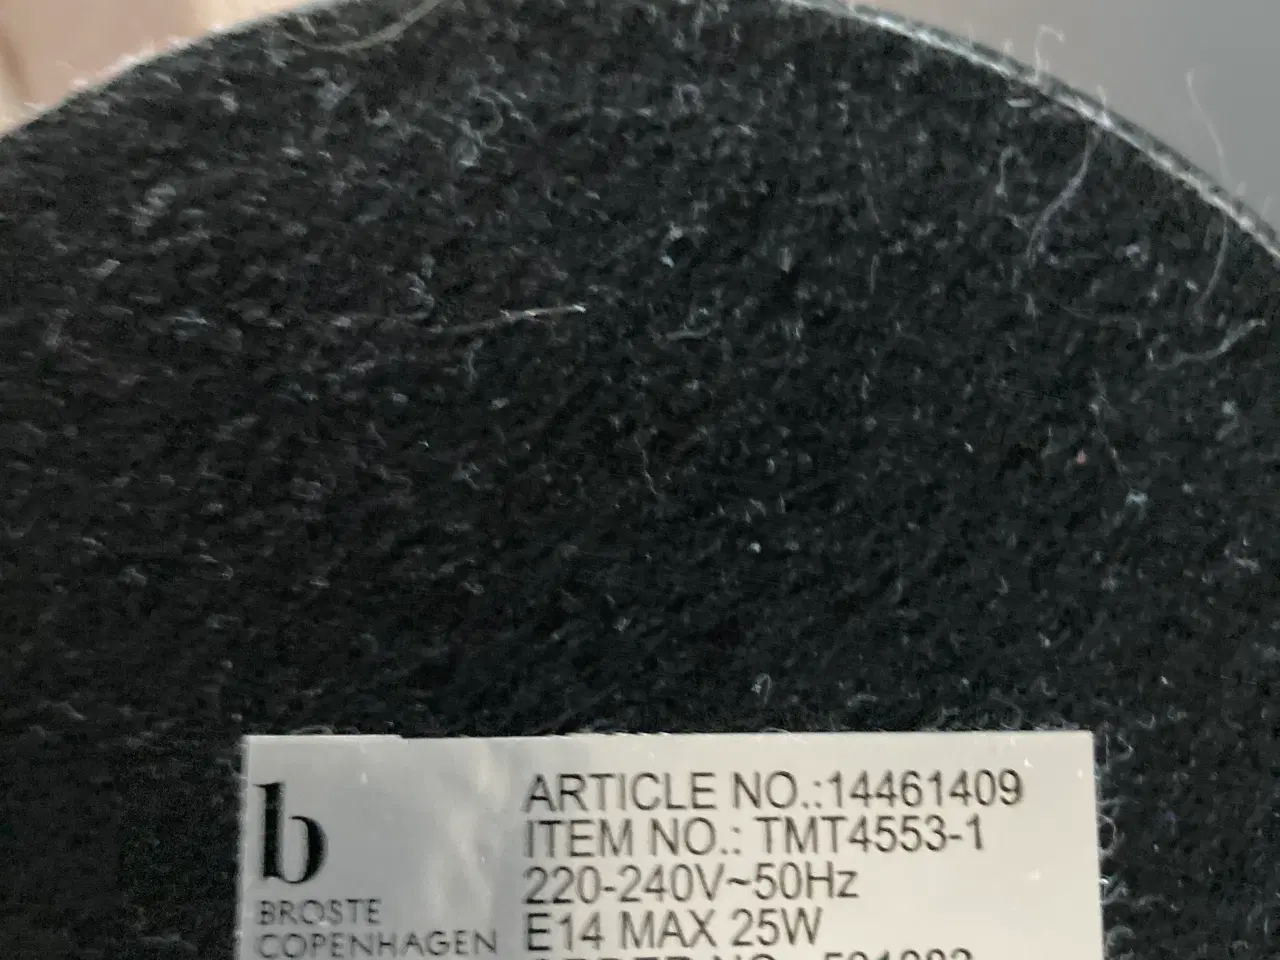 b
BROSTE
COPENHAGEN
ARTICLE NO.:14461409
ITEM NO.: TMT4553-1
220-240V~50Hz
E14 MAX 25W